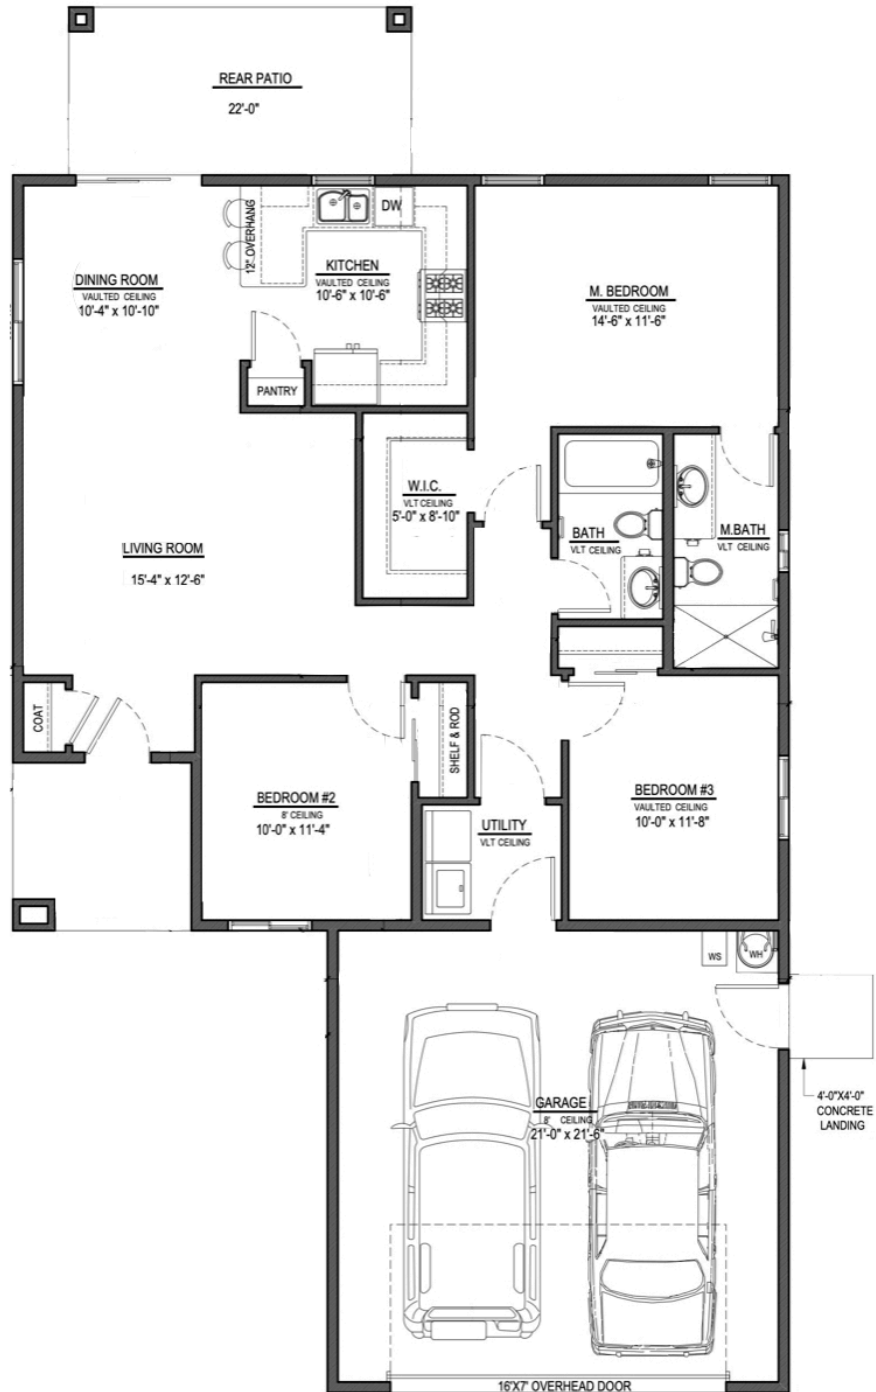 REAR PATIO
22'-0"
12" OVERHANG
DW
KITCHEN
VAULTED CEILING
10'-6" x 10'-6"
DINING ROOM
VAULTED CEILING
10'-4" x 10'-10"
M. BEDROOM
VAULTED CEILING
14'-6" x 11'-6"
PANTRY
W.I.C.
VLT CEILING
5'-0" x 8'-10"
BATH
VLT CEILING
M.BATH
VLT CEILING
LIVING ROOM
15'-4" x 12'-6"
COAT
SHELF & ROD
BEDROOM #2
8' CEILING
10'-0" x 11'-4"
UTILITY
VLT CEILING
BEDROOM #3
VAULTED CEILING
10'-0" x 11'-8"
WS
WH
GARAGE
8' CEILING
21'-0" x 21'-6"
4'-0"X4'-0"
CONCRETE
LANDING
16'X7' OVERHEAD DOOR